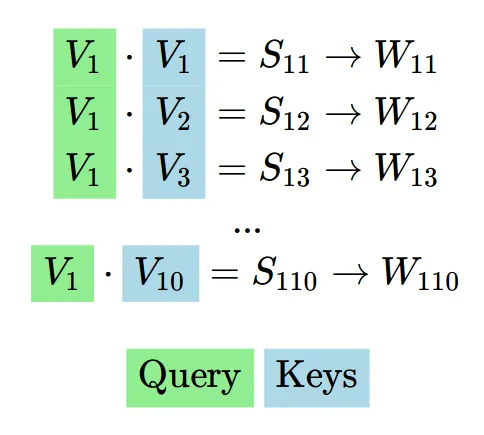 V₁ · V₁ = S₁₁ → W₁₁
V₁ · V₂ = S₁₂ → W₁₂
V₁ · V₃ = S₁₃ → W₁₃
...
V₁ · V₁₀ = S₁₁₀ → W₁₁₀
Query Keys